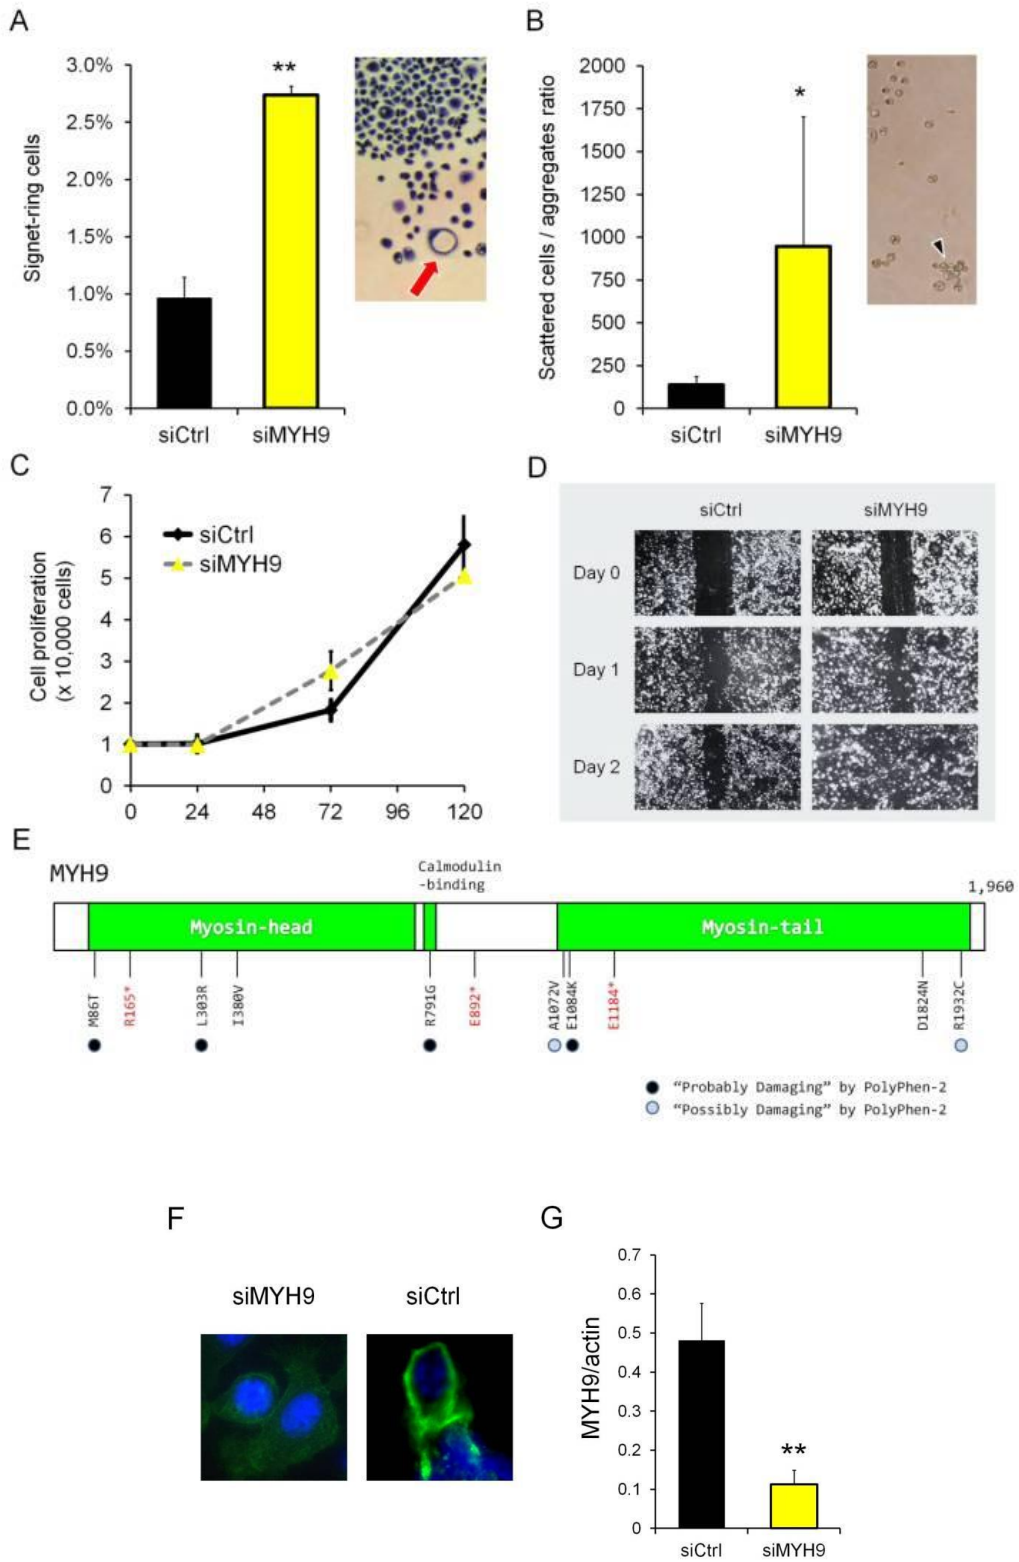 A
3.0%
2.5%
2.0%
1.5%
1.0%
0.5%
0.0%
Signet-ring cells
**
siCtrl
siMYH9
B
2000
1750
1500
1250
1000
750
500
250
0
Scattered cells / aggregates ratio
*
siCtrl
siMYH9
C
7
6
5
4
3
2
1
0
Cell proliferation
(x 10,000 cells)
siCtrl
siMYH9
0 24 48 72 96 120
D
siCtrl siMYH9
Day 0
Day 1
Day 2
E
MYH9
Calmodulin
-binding
1,960
Myosin-head
Myosin-tail
M86T
R165*
L303R
I380V
R791G
E892*
A1072V
E1084K
E1184*
D1824N
R1932C
“Probably Damaging” by PolyPhen-2
“Possibly Damaging” by PolyPhen-2
F
siMYH9 siCtrl
G
0.7
0.6
0.5
0.4
0.3
0.2
0.1
0
MYH9/actin
**
siCtrl siMYH9